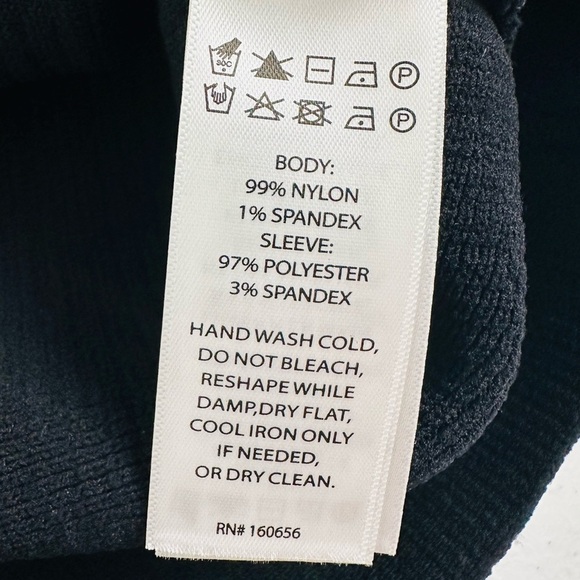 30C
P
P
BODY:
99% NYLON
1% SPANDEX
SLEEVE:
97% POLYESTER
3% SPANDEX
HAND WASH COLD,
DO NOT BLEACH,
RESHAPE WHILE
DAMP,DRY FLAT,
COOL IRON ONLY
IF NEEDED,
OR DRY CLEAN.
RN# 160656